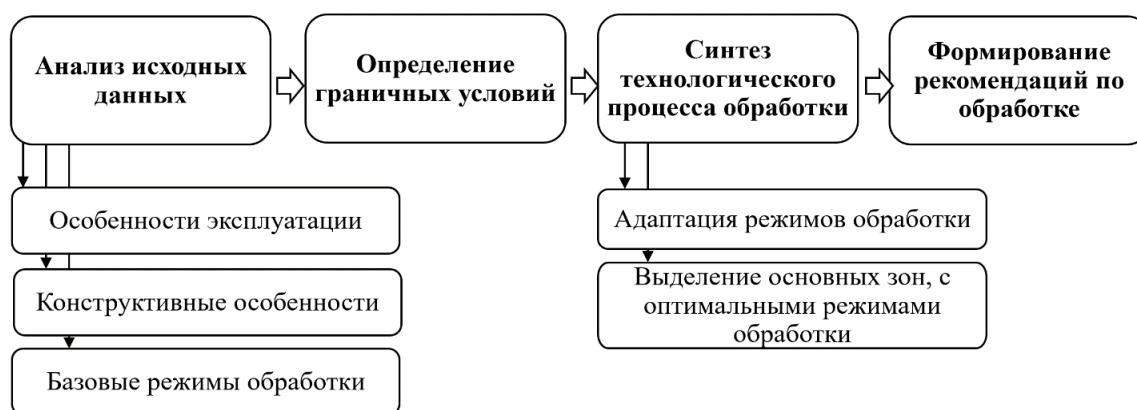 Анализ исходных
данных
Определение
граничных условий
Синтез
технологического
процесса обработки
Формирование
рекомендаций по
обработке
Особенности эксплуатации
Конструктивные особенности
Базовые режимы обработки
Адаптация режимов обработки
Выделение основных зон, с
оптимальными режимами
обработки